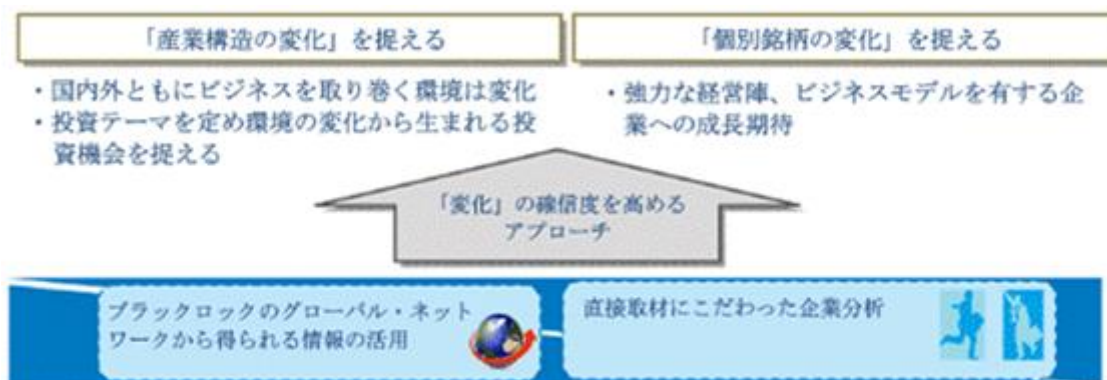 「産業構造の変化」を捉える
・国内外ともにビジネスを取り巻く環境は変化
・投資テーマを定め環境の変化から生まれる投
資機会を捉える
「個別銘柄の変化」を捉える
・強力な経営陣、ビジネスモデルを有する企
業への成長期待
「変化」の確信度を高める
アプローチ
ブラックロックのグローバル・ネット
ワークから得られる情報の活用
直接取材にこだわった企業分析